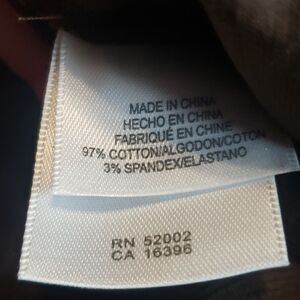 MADE IN CHINA
HECHO EN CHINA
FABRIQUÉ EN CHINE
97% COTTON/ALGODON/COTON
3% SPANDEX/ELASTANO
RN 52002
CA 16396